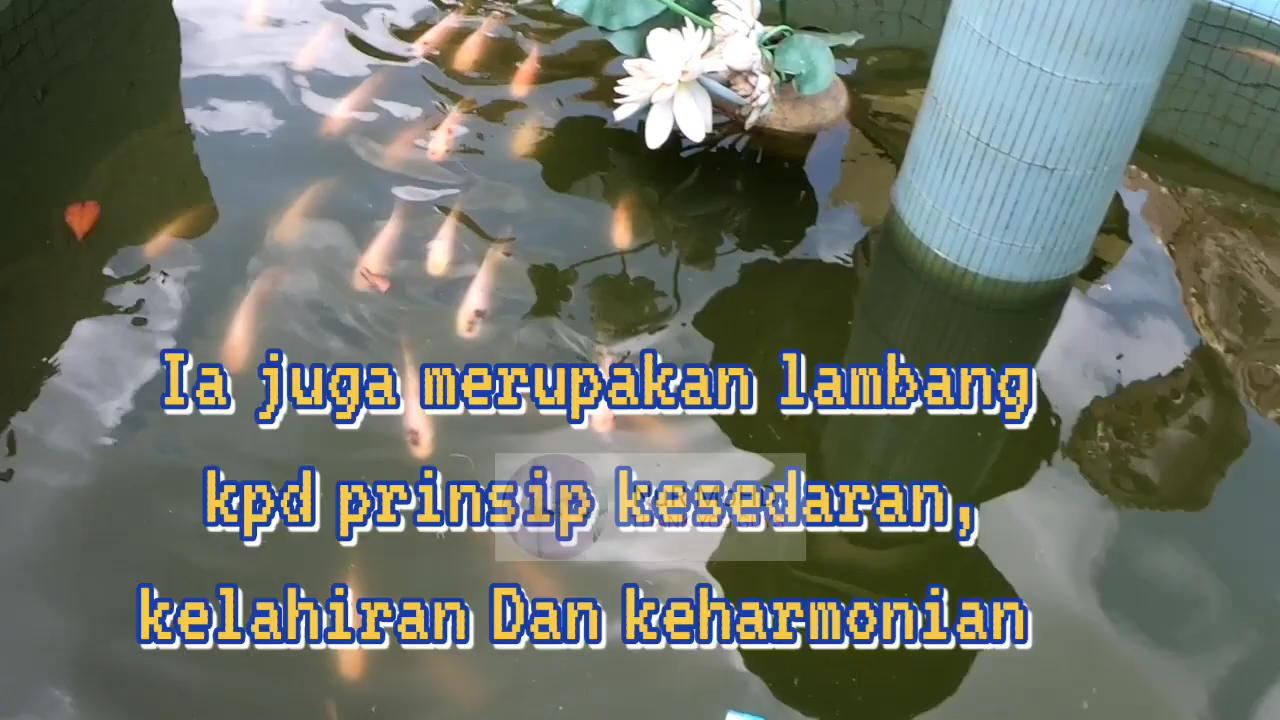 Ia juga merupakan lambang
kpd prinsip kesedaran,
kelahiran Dan keharmonian